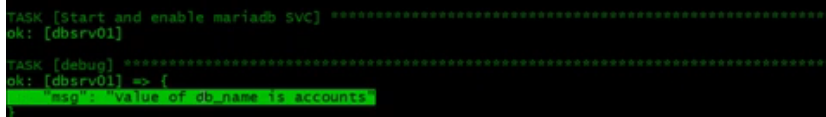 TASK [Start and enable mariadb SVC] *******************************************************
ok: [dbsrv01]
TASK [debug] ******************************************************************************
ok: [dbsrv01] => {
"msg": "Value of db_name is accounts"
}